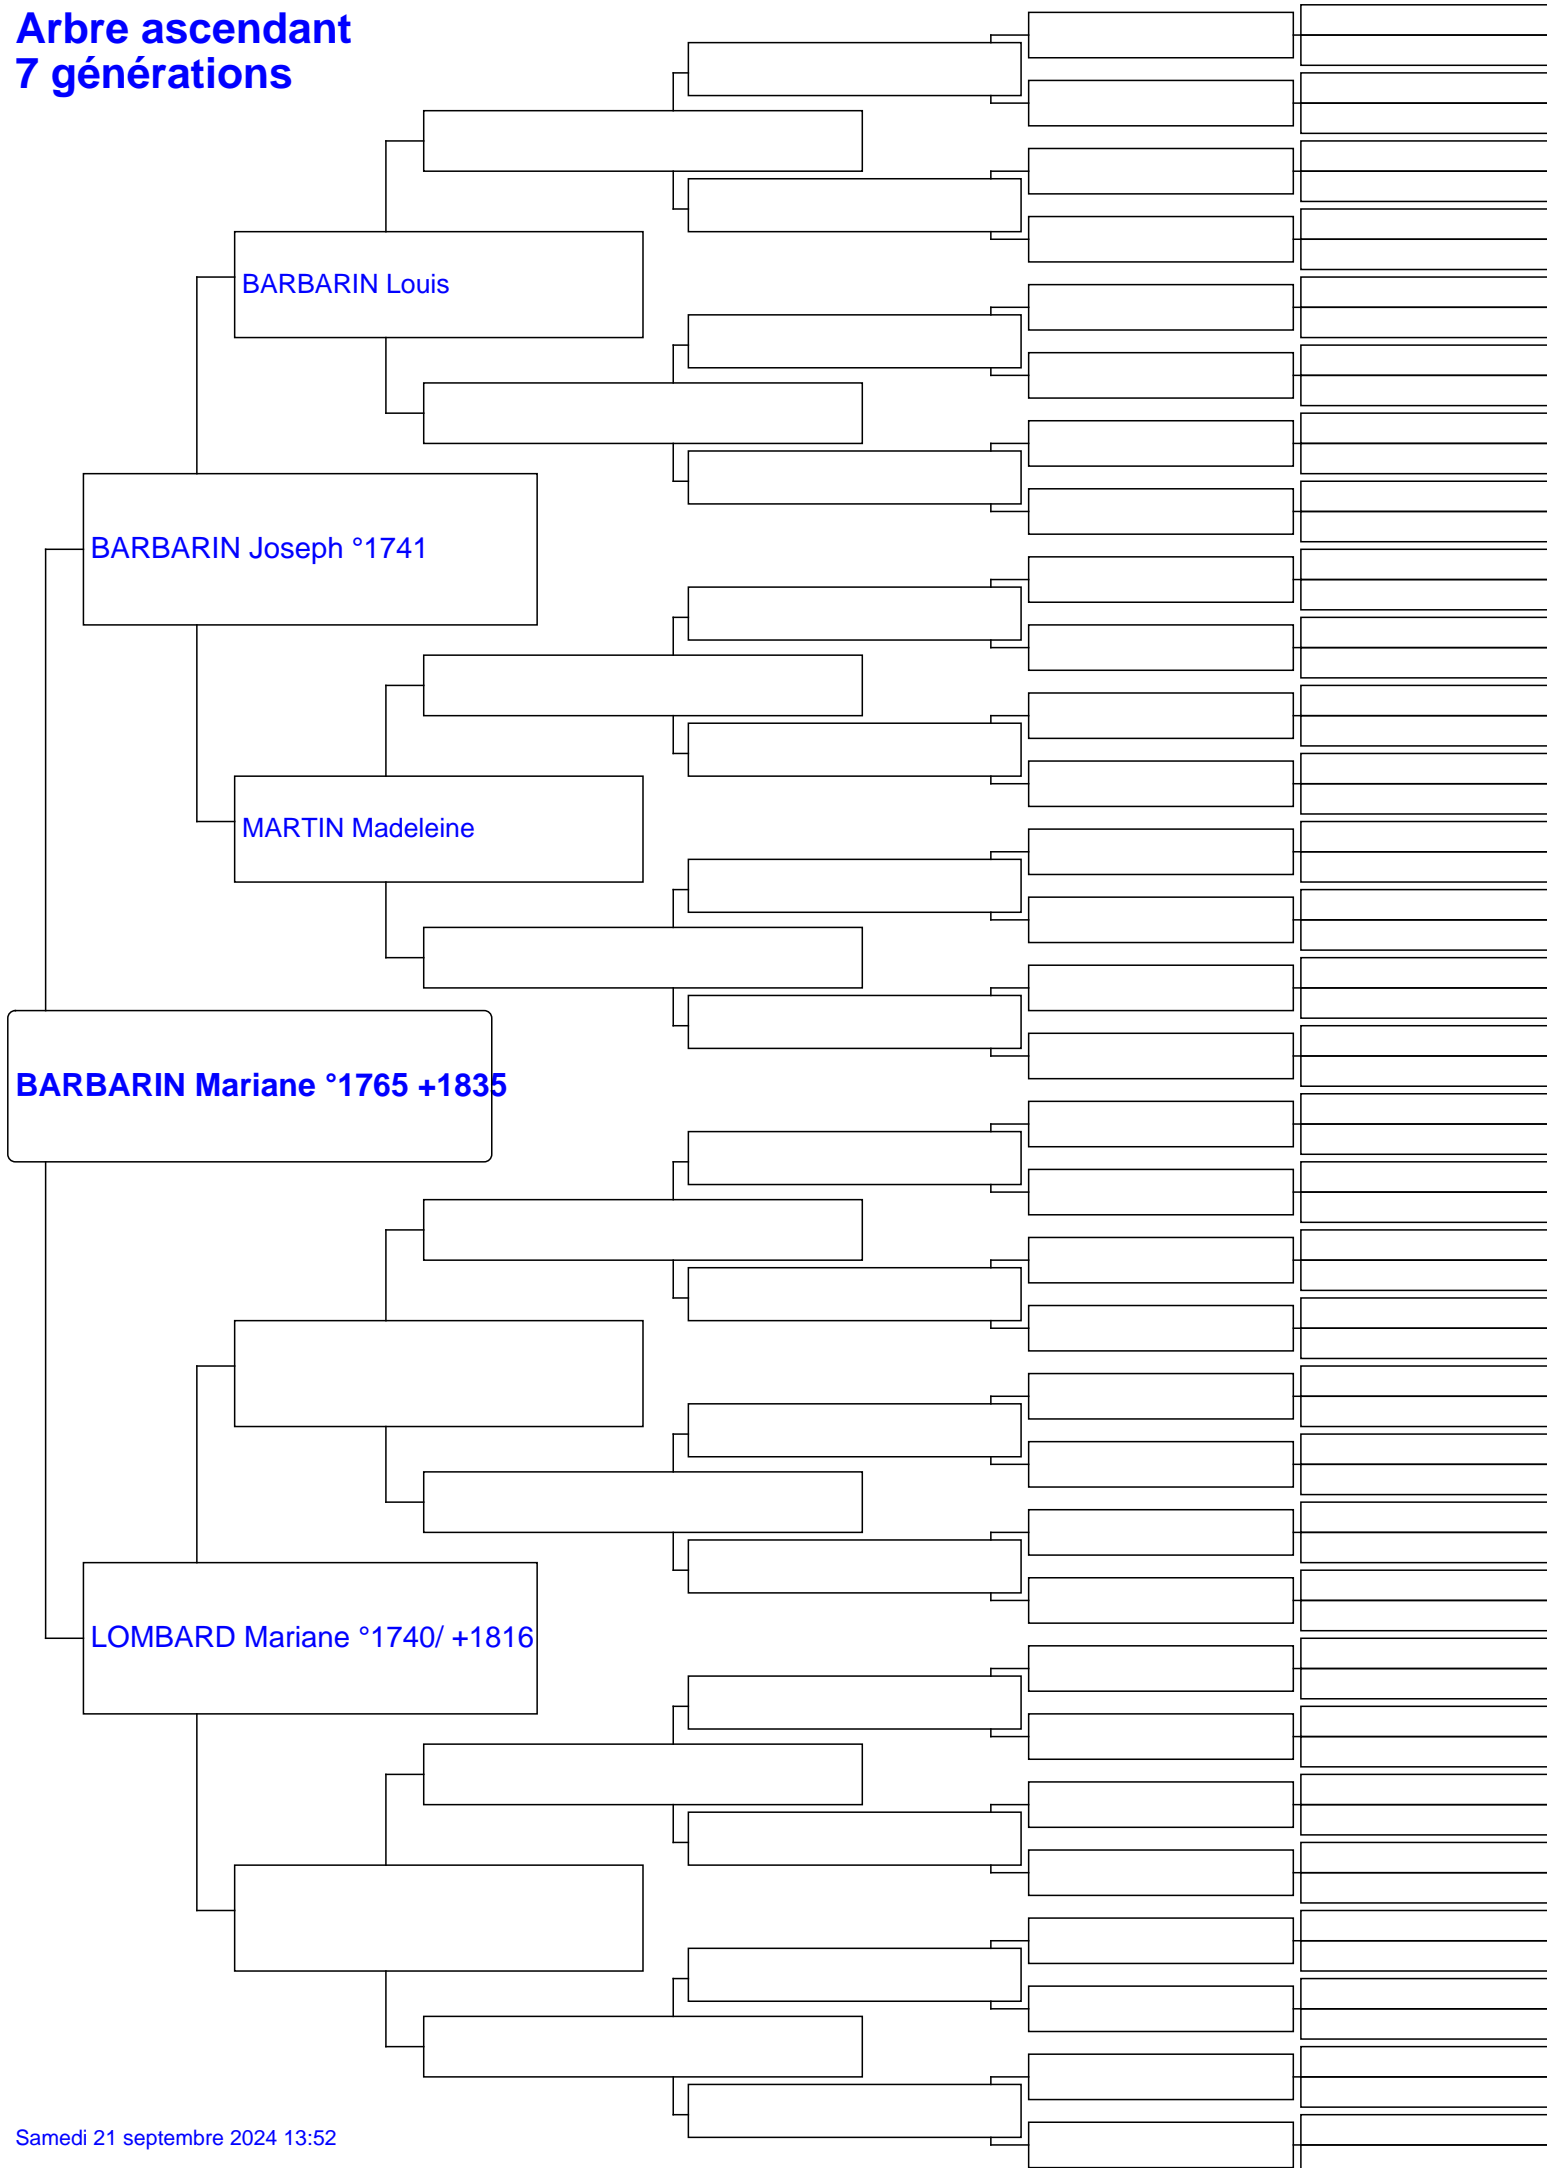 Arbre ascendant
7 générations
BARBARIN Louis
BARBARIN Joseph °1741
MARTIN Madeleine
BARBARIN Mariane °1765 +1835
LOMBARD Mariane °1740/ +1816
Samedi 21 septembre 2024 13:52